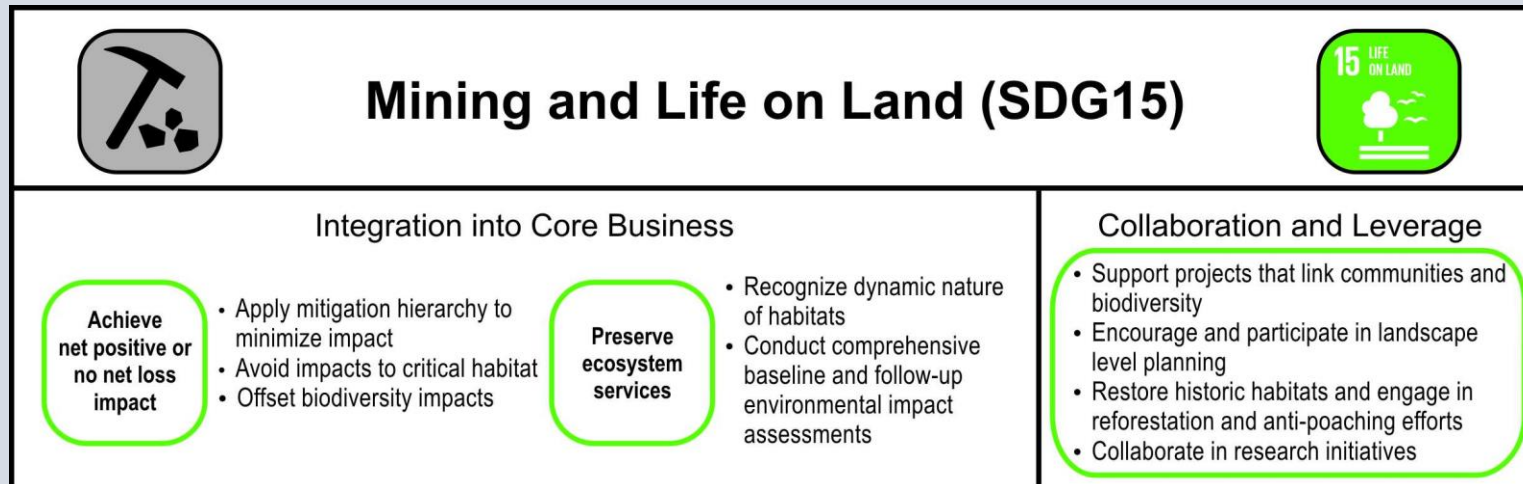 Mining and Life on Land (SDG15)
15 LIFE
ON LAND
Integration into Core Business
Achieve
net positive or
no net loss
impact
• Apply mitigation hierarchy to
minimize impact
• Avoid impacts to critical habitat
• Offset biodiversity impacts
Preserve
ecosystem
services
• Recognize dynamic nature
of habitats
• Conduct comprehensive
baseline and follow-up
environmental impact
assessments
Collaboration and Leverage
• Support projects that link communities and
biodiversity
• Encourage and participate in landscape
level planning
• Restore historic habitats and engage in
reforestation and anti-poaching efforts
• Collaborate in research initiatives